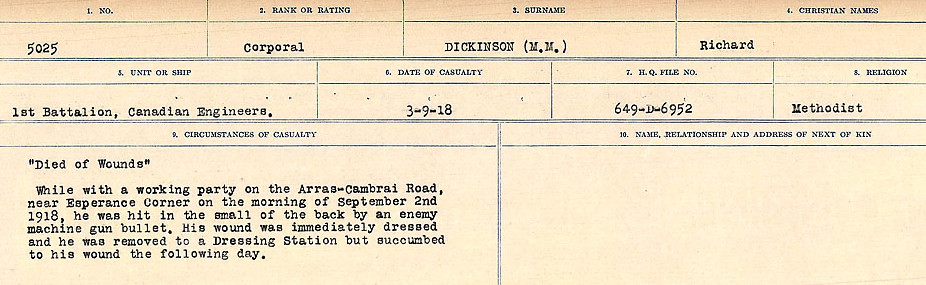 1. NO. 2. RANK OR RATING 3. SURNAME 4. CHRISTIAN NAMES
5025 Corporal DICKINSON (M.M.) Richard
5. UNIT OR SHIP 6. DATE OF CASUALTY 7. H.Q. FILE NO. 8. RELIGION
1st Battalion, Canadian Engineers. 3-9-18 649-D-6952 Methodist
9. CIRCUMSTANCES OF CASUALTY 10. NAME, RELATIONSHIP AND ADDRESS OF NEXT OF KIN
"Died of Wounds"
While with a working party on the Arras-Cambrai Road,
near Esperance Corner on the morning of September 2nd
1918, he was hit in the small of the back by an enemy
machine gun bullet. His wound was immediately dressed
and he was removed to a Dressing Station but succumbed
to his wound the following day.